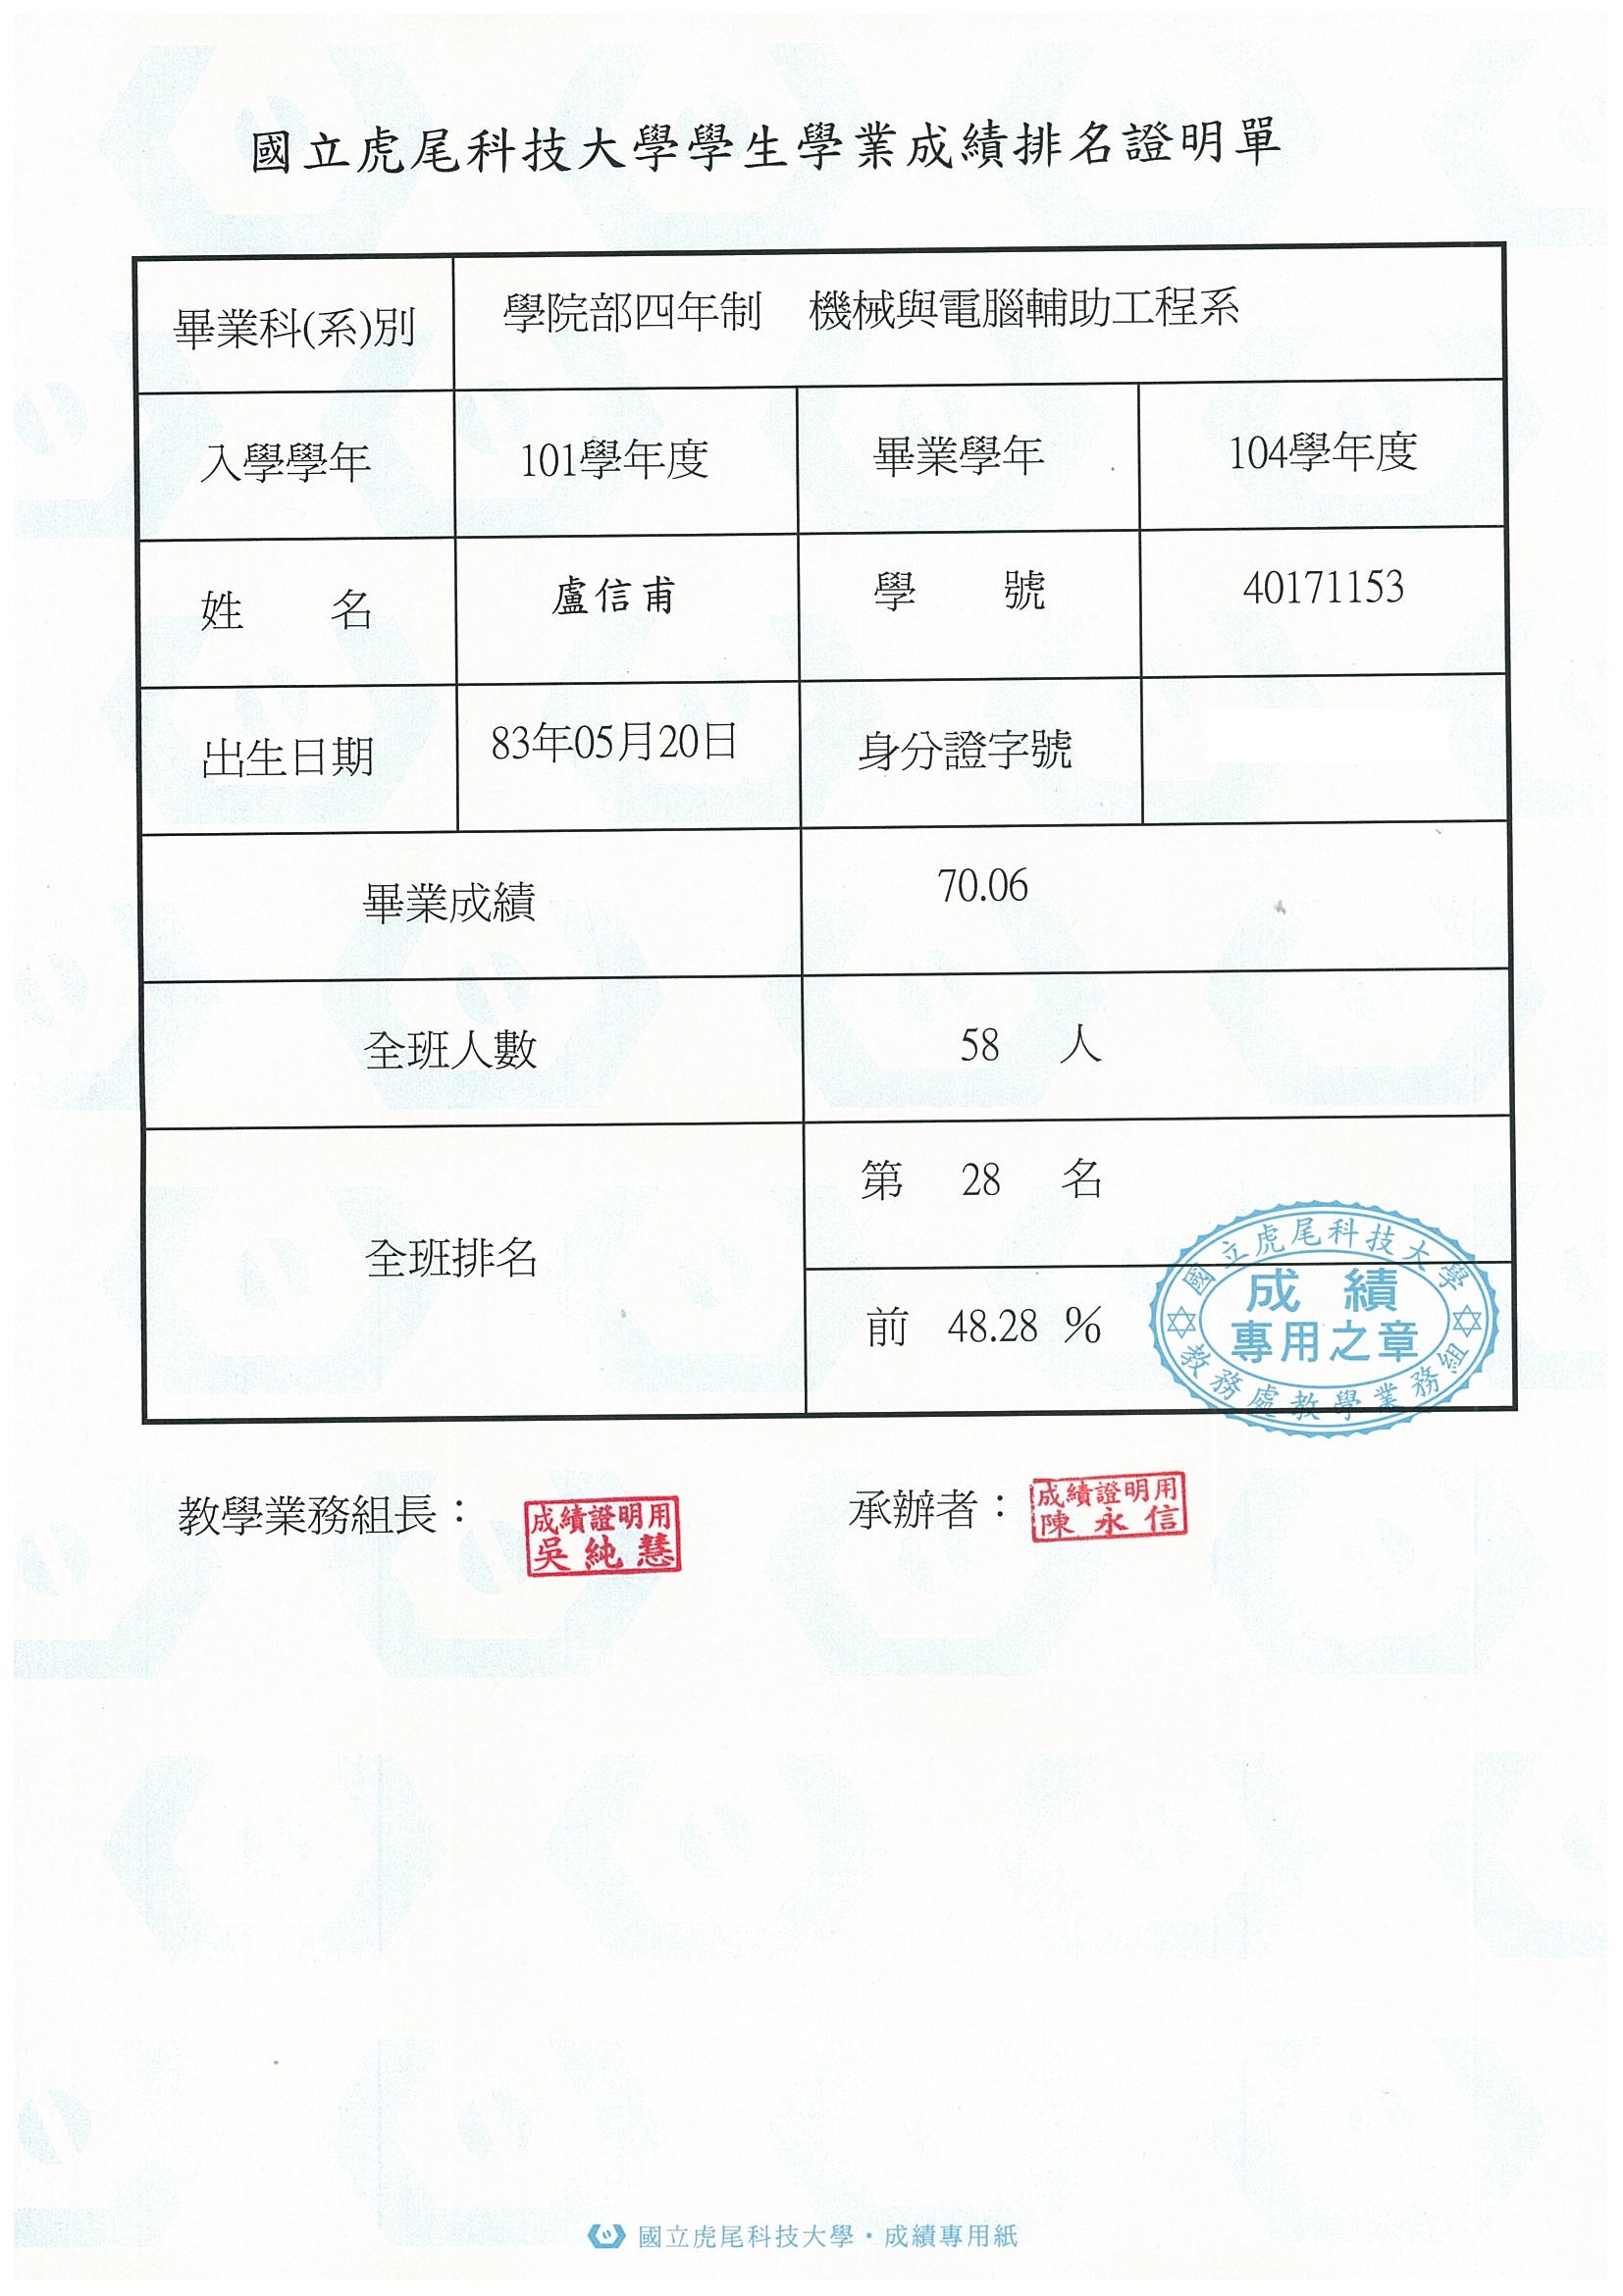 國立虎尾科技大學學生學業成績排名證明單
畢業科(系)別 學院部四年制 機械與電腦輔助工程系
入學學年 101學年度 畢業學年 104學年度
姓 名 盧信甫 學 號 40171153
出生日期 83年05月20日 身分證字號
畢業成績 70.06
全班人數 58 人
全班排名 第 28 名
前 48.28 %
國立虎尾科技大學
成績
專用之章
教務處教學業務組
教學業務組長： 成績證明用 吳純慧 承辦者： 成績證明用 陳永信
國立虎尾科技大學・成績專用紙